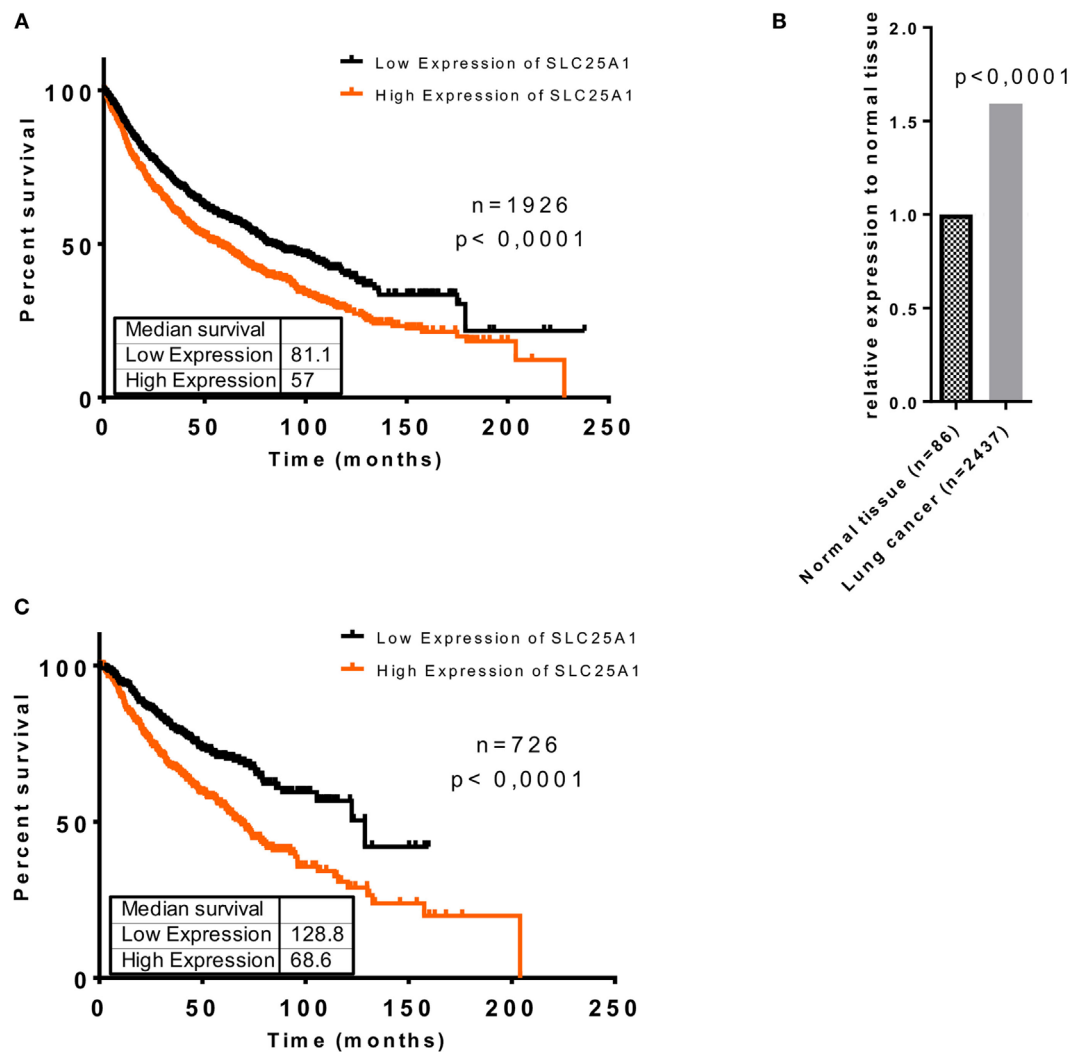 A
Low Expression of SLC25A1
High Expression of SLC25A1
Percent survival
100
50
0
n=1926
p< 0,0001
Median survival
Low Expression 81.1
High Expression 57
0 50 100 150 200 250
Time (months)
B
relative expression to normal tissue
2.0
1.5
1.0
0.5
0.0
p<0,0001
Normal tissue (n=86)
Lung cancer (n=2437)
C
Low Expression of SLC25A1
High Expression of SLC25A1
Percent survival
100
50
0
n=726
p< 0,0001
Median survival
Low Expression 128.8
High Expression 68.6
0 50 100 150 200 250
Time (months)